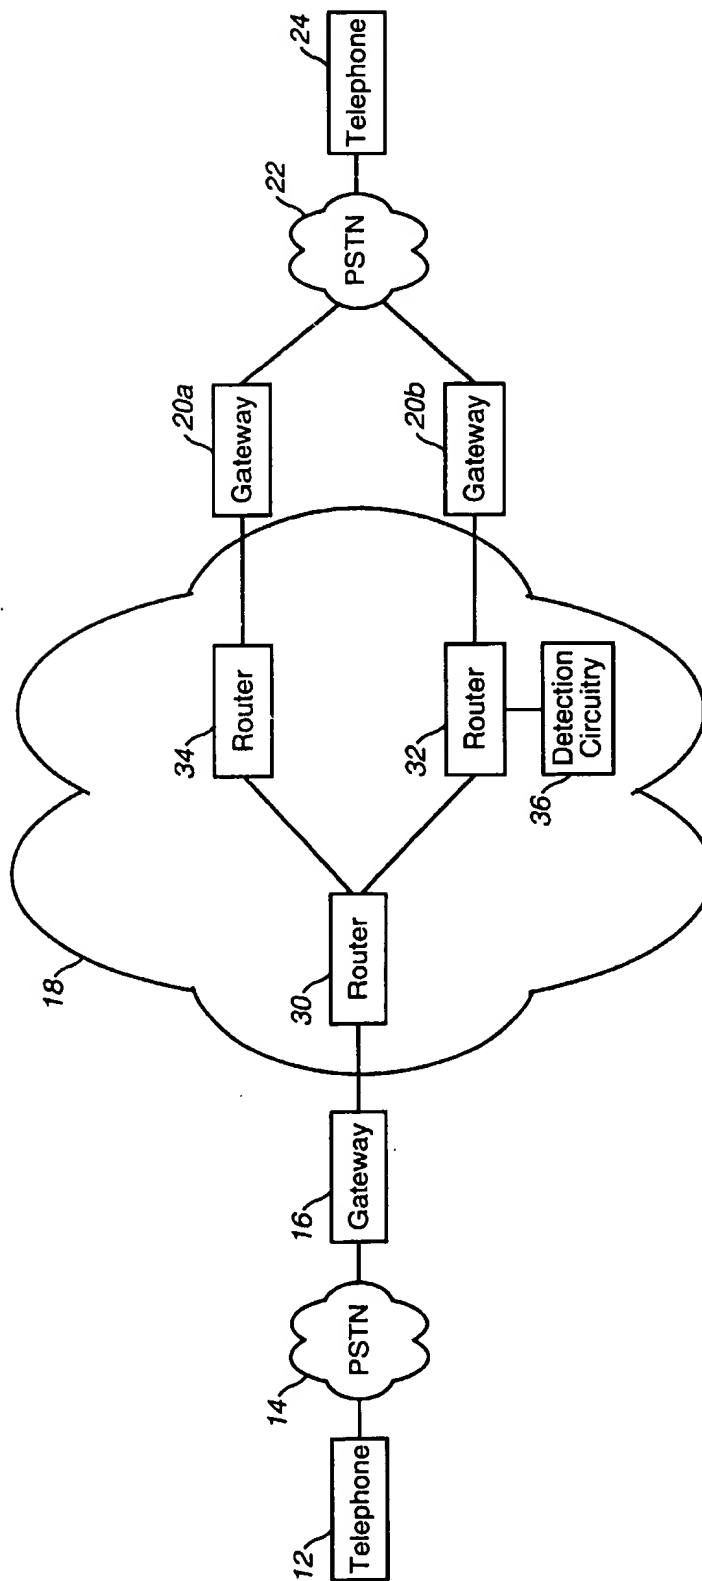 12
Telephone
14
PSTN
16
Gateway
18
30
Router
34
Router
32
Router
36
Detection
Circuitry
20a
Gateway
20b
Gateway
22
PSTN
24
Telephone